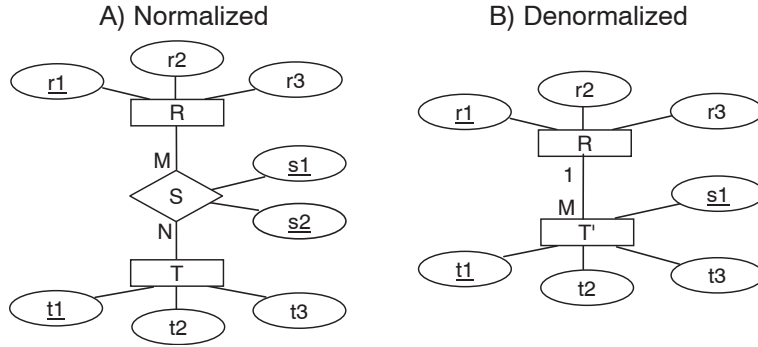 A) Normalized
r1
r2
r3
R
M
S
s1
s2
N
T
t1
t2
t3
B) Denormalized
r1
r2
r3
R
1
M
s1
T'
t1
t2
t3